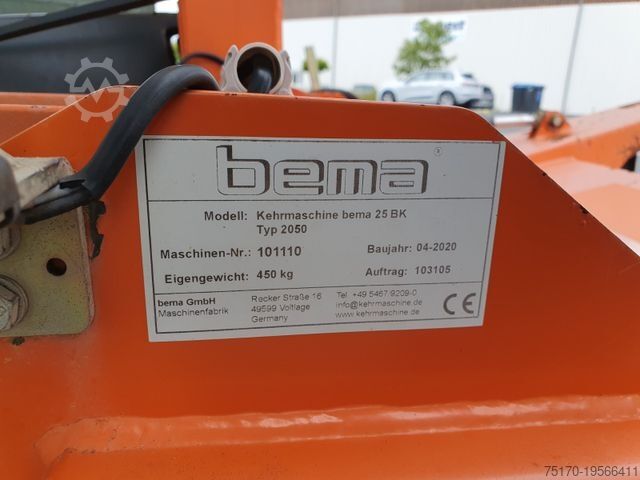 bema ®
Modell: Kehrmaschine bema 25 BK
Typ 2050
Maschinen-Nr.: 101110 Baujahr: 04-2020
Eigengewicht: 450 kg Auftrag: 103105
bema GmbH
Maschinenfabrik
Recker Straße 16
49599 Voltlage
Germany
Tel. +49 5467/9209-0
info@kehrmaschine.de
www.kehrmaschine.de
CE
75170-19566411